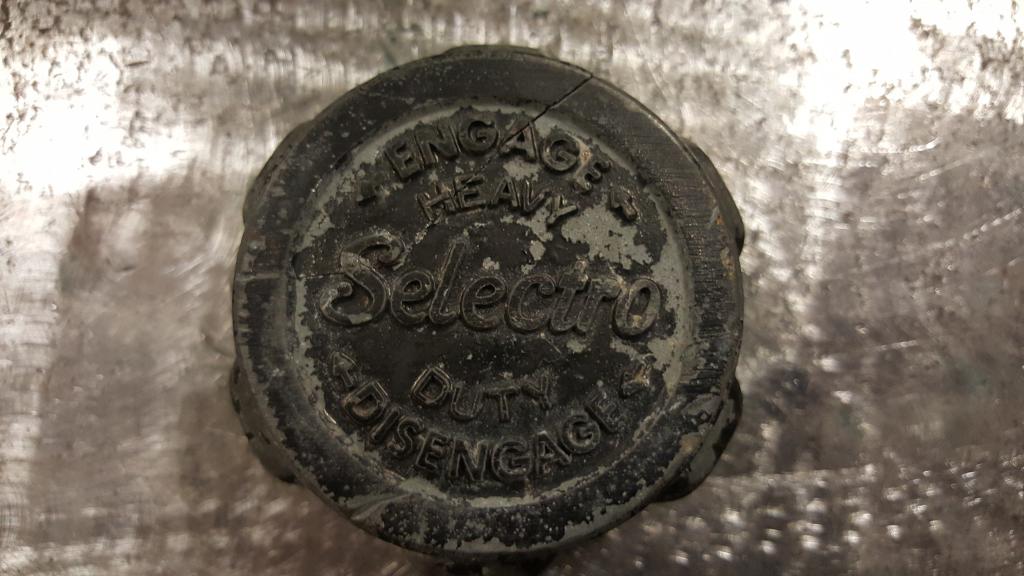 ENGAGE
HEAVY
Selectro
DUTY
DISENGAGE